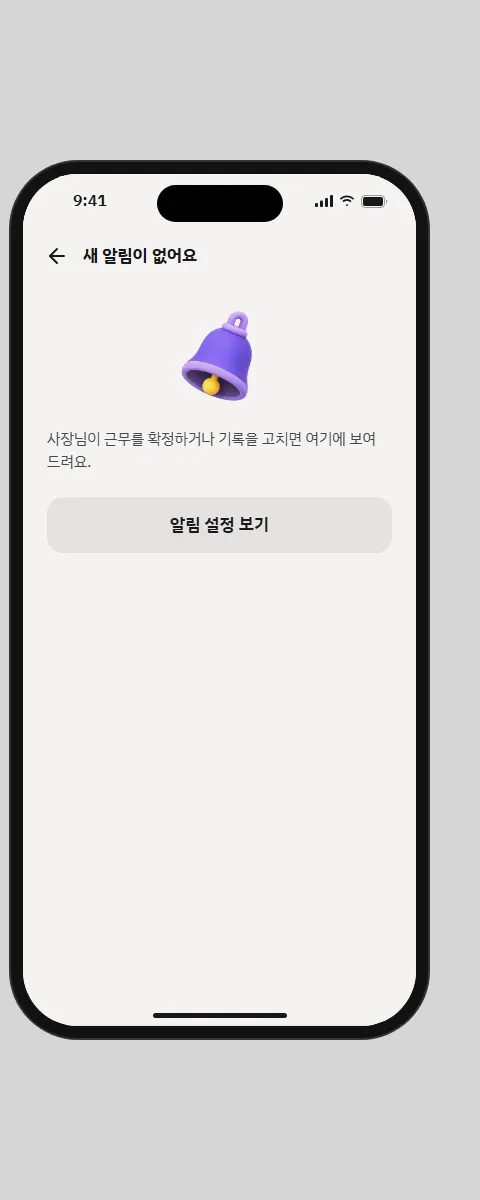 9:41
새 알림이 없어요
사장님이 근무를 확정하거나 기록을 고치면 여기에 보여
드려요.
알림 설정 보기